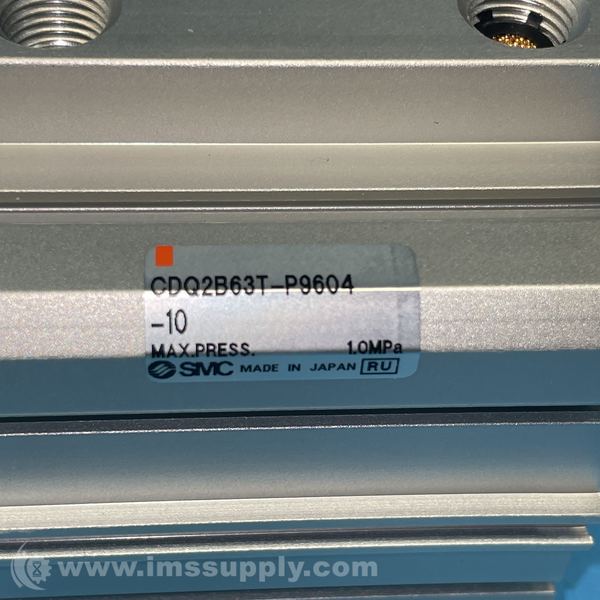 CDQ2B63T-P9604
-10
MAX.PRESS. 1.0MPa
SMC MADE IN JAPAN RU
www.imssupply.com